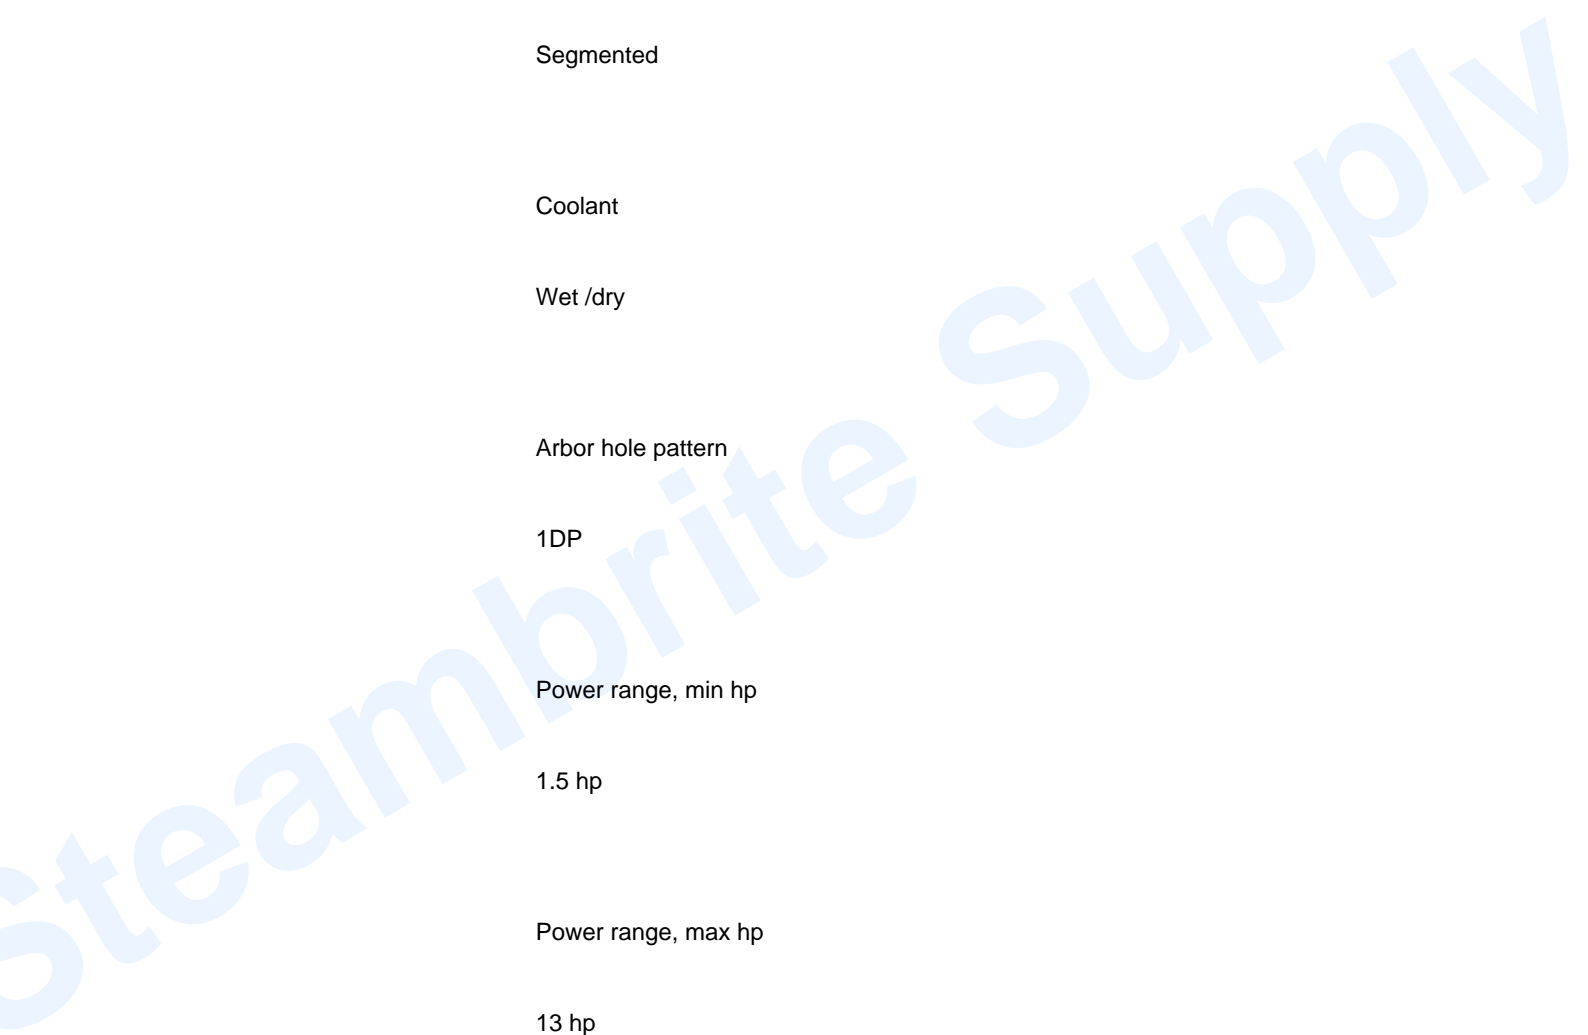 Segmented
Coolant
Wet /dry
Arbor hole pattern
1DP
Power range, min hp
1.5 hp
Power range, max hp
13 hp
Steambrite Supply